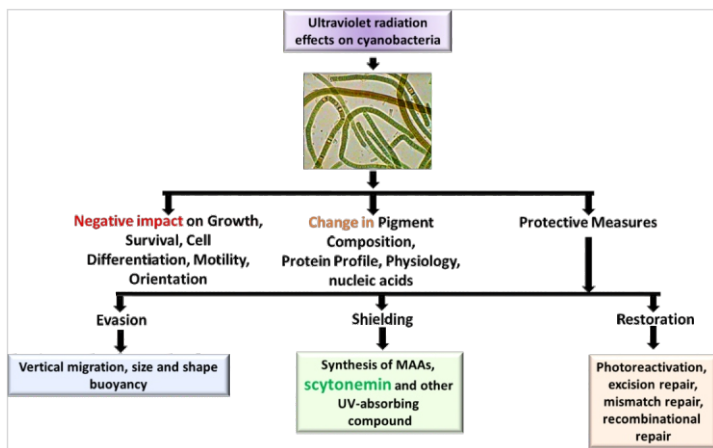 Ultraviolet radiation
effects on cyanobacteria
Negative impact on Growth,
Survival, Cell
Differentiation, Motility,
Orientation
Change in Pigment
Composition,
Protein Profile, Physiology,
nucleic acids
Protective Measures
Evasion
Shielding
Restoration
Vertical migration, size and shape
buoyancy
Synthesis of MAAs,
scytonemin and other
UV-absorbing
compound
Photoreactivation,
excision repair,
mismatch repair,
recombinational
repair